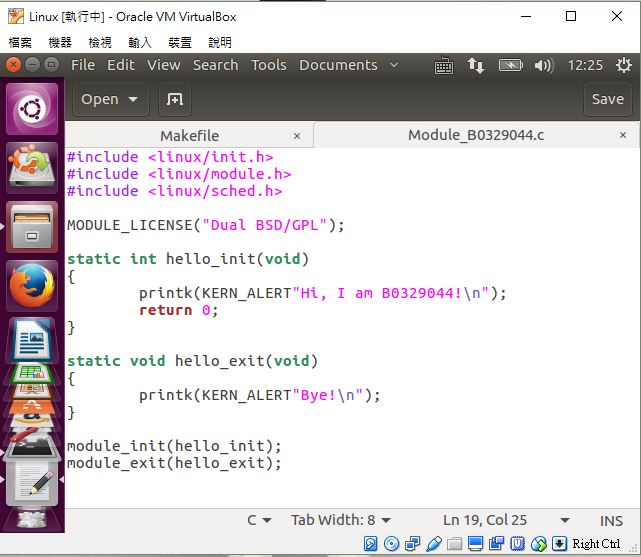 Linux [執行中] - Oracle VM VirtualBox
檔案 機器 檢視 輸入 裝置 說明
File Edit View Search Tools Documents 12:25
Open Save
Makefile × Module_B0329044.c ×
#include <linux/init.h>
#include <linux/module.h>
#include <linux/sched.h>
MODULE_LICENSE("Dual BSD/GPL");
static int hello_init(void)
{
printk(KERN_ALERT"Hi, I am B0329044!\n");
return 0;
}
static void hello_exit(void)
{
printk(KERN_ALERT"Bye!\n");
}
module_init(hello_init);
module_exit(hello_exit);
C Tab Width: 8 Ln 19, Col 25 INS
Right Ctrl